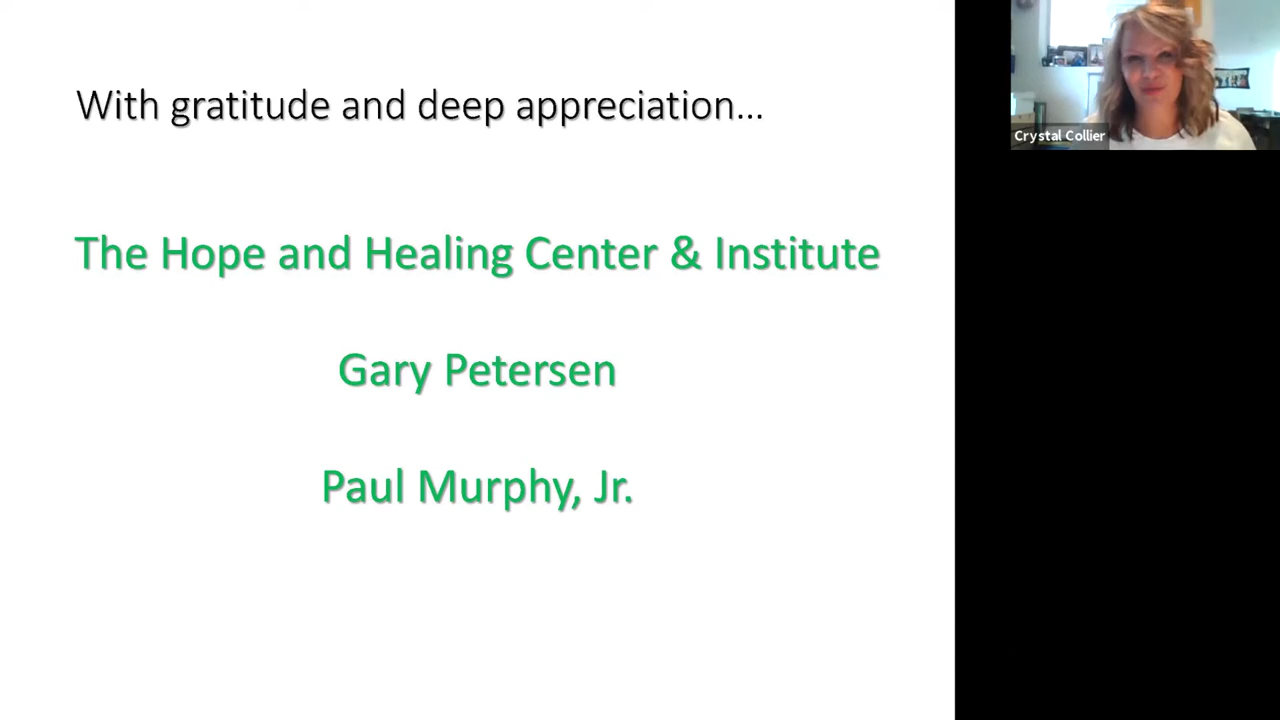 With gratitude and deep appreciation...
Crystal Collier
The Hope and Healing Center & Institute
Gary Petersen
Paul Murphy, Jr.